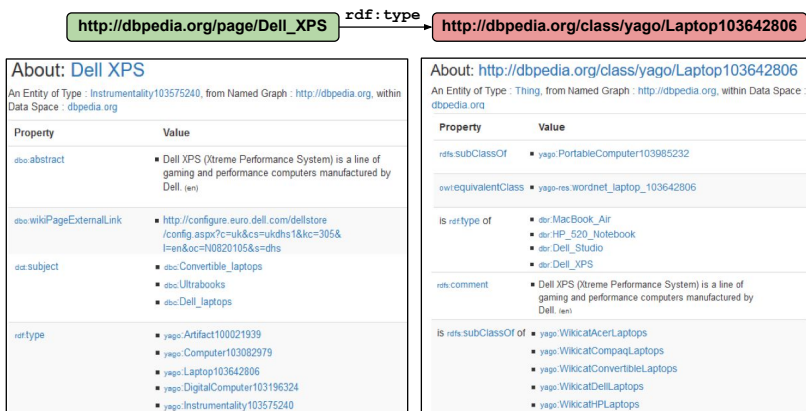 http://dbpedia.org/page/Dell_XPS
rdf:type
http://dbpedia.org/class/yago/Laptop103642806
About: Dell XPS
An Entity of Type : Instrumentality103575240, from Named Graph : http://dbpedia.org, within
Data Space : dbpedia.org
Property Value
dbo:abstract ▪ Dell XPS (Xtreme Performance System) is a line of
gaming and performance computers manufactured by
Dell. (en)
dbo:wikiPageExternalLink ▪ http://configure.euro.dell.com/dellstore
/config.aspx?c=uk&cs=ukdhs1&kc=305&
l=en&oc=N0820105&s=dhs
dct:subject ▪ dbc:Convertible_laptops
▪ dbc:Ultrabooks
▪ dbc:Dell_laptops
rdf:type ▪ yago:Artifact100021939
▪ yago:Computer103082979
▪ yago:Laptop103642806
▪ yago:DigitalComputer103196324
▪ yago:Instrumentality103575240
About: http://dbpedia.org/class/yago/Laptop103642806
An Entity of Type : Thing, from Named Graph : http://dbpedia.org, within Data Space :
dbpedia.org
Property Value
rdfs:subClassOf ▪ yago:PortableComputer103985232
owl:equivalentClass ▪ yago-res:wordnet_laptop_103642806
is rdf:type of ▪ dbr:MacBook_Air
▪ dbr:HP_520_Notebook
▪ dbr:Dell_Studio
▪ dbr:Dell_XPS
rdfs:comment ▪ Dell XPS (Xtreme Performance System) is a line of
gaming and performance computers manufactured by
Dell. (en)
is rdfs:subClassOf of ▪ yago:WikicatAcerLaptops
▪ yago:WikicatCompaqLaptops
▪ yago:WikicatConvertibleLaptops
▪ yago:WikicatDellLaptops
▪ yago:WikicatHPLaptops